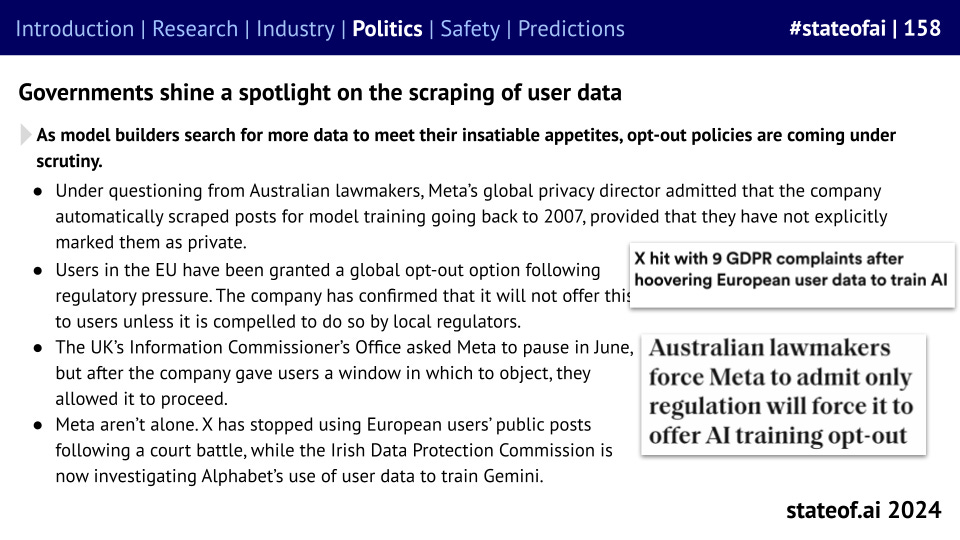 Introduction | Research | Industry | Politics | Safety | Predictions
#stateofai | 158
Governments shine a spotlight on the scraping of user data
As model builders search for more data to meet their insatiable appetites, opt-out policies are coming under
scrutiny.
● Under questioning from Australian lawmakers, Meta’s global privacy director admitted that the company
automatically scraped posts for model training going back to 2007, provided that they have not explicitly
marked them as private.
● Users in the EU have been granted a global opt-out option following
regulatory pressure. The company has confirmed that it will not offer this
to users unless it is compelled to do so by local regulators.
● The UK’s Information Commissioner’s Office asked Meta to pause in June,
but after the company gave users a window in which to object, they
allowed it to proceed.
● Meta aren’t alone. X has stopped using European users’ public posts
following a court battle, while the Irish Data Protection Commission is
now investigating Alphabet’s use of user data to train Gemini.
X hit with 9 GDPR complaints after
hoovering European user data to train AI
Australian lawmakers
force Meta to admit only
regulation will force it to
offer AI training opt-out
stateof.ai 2024